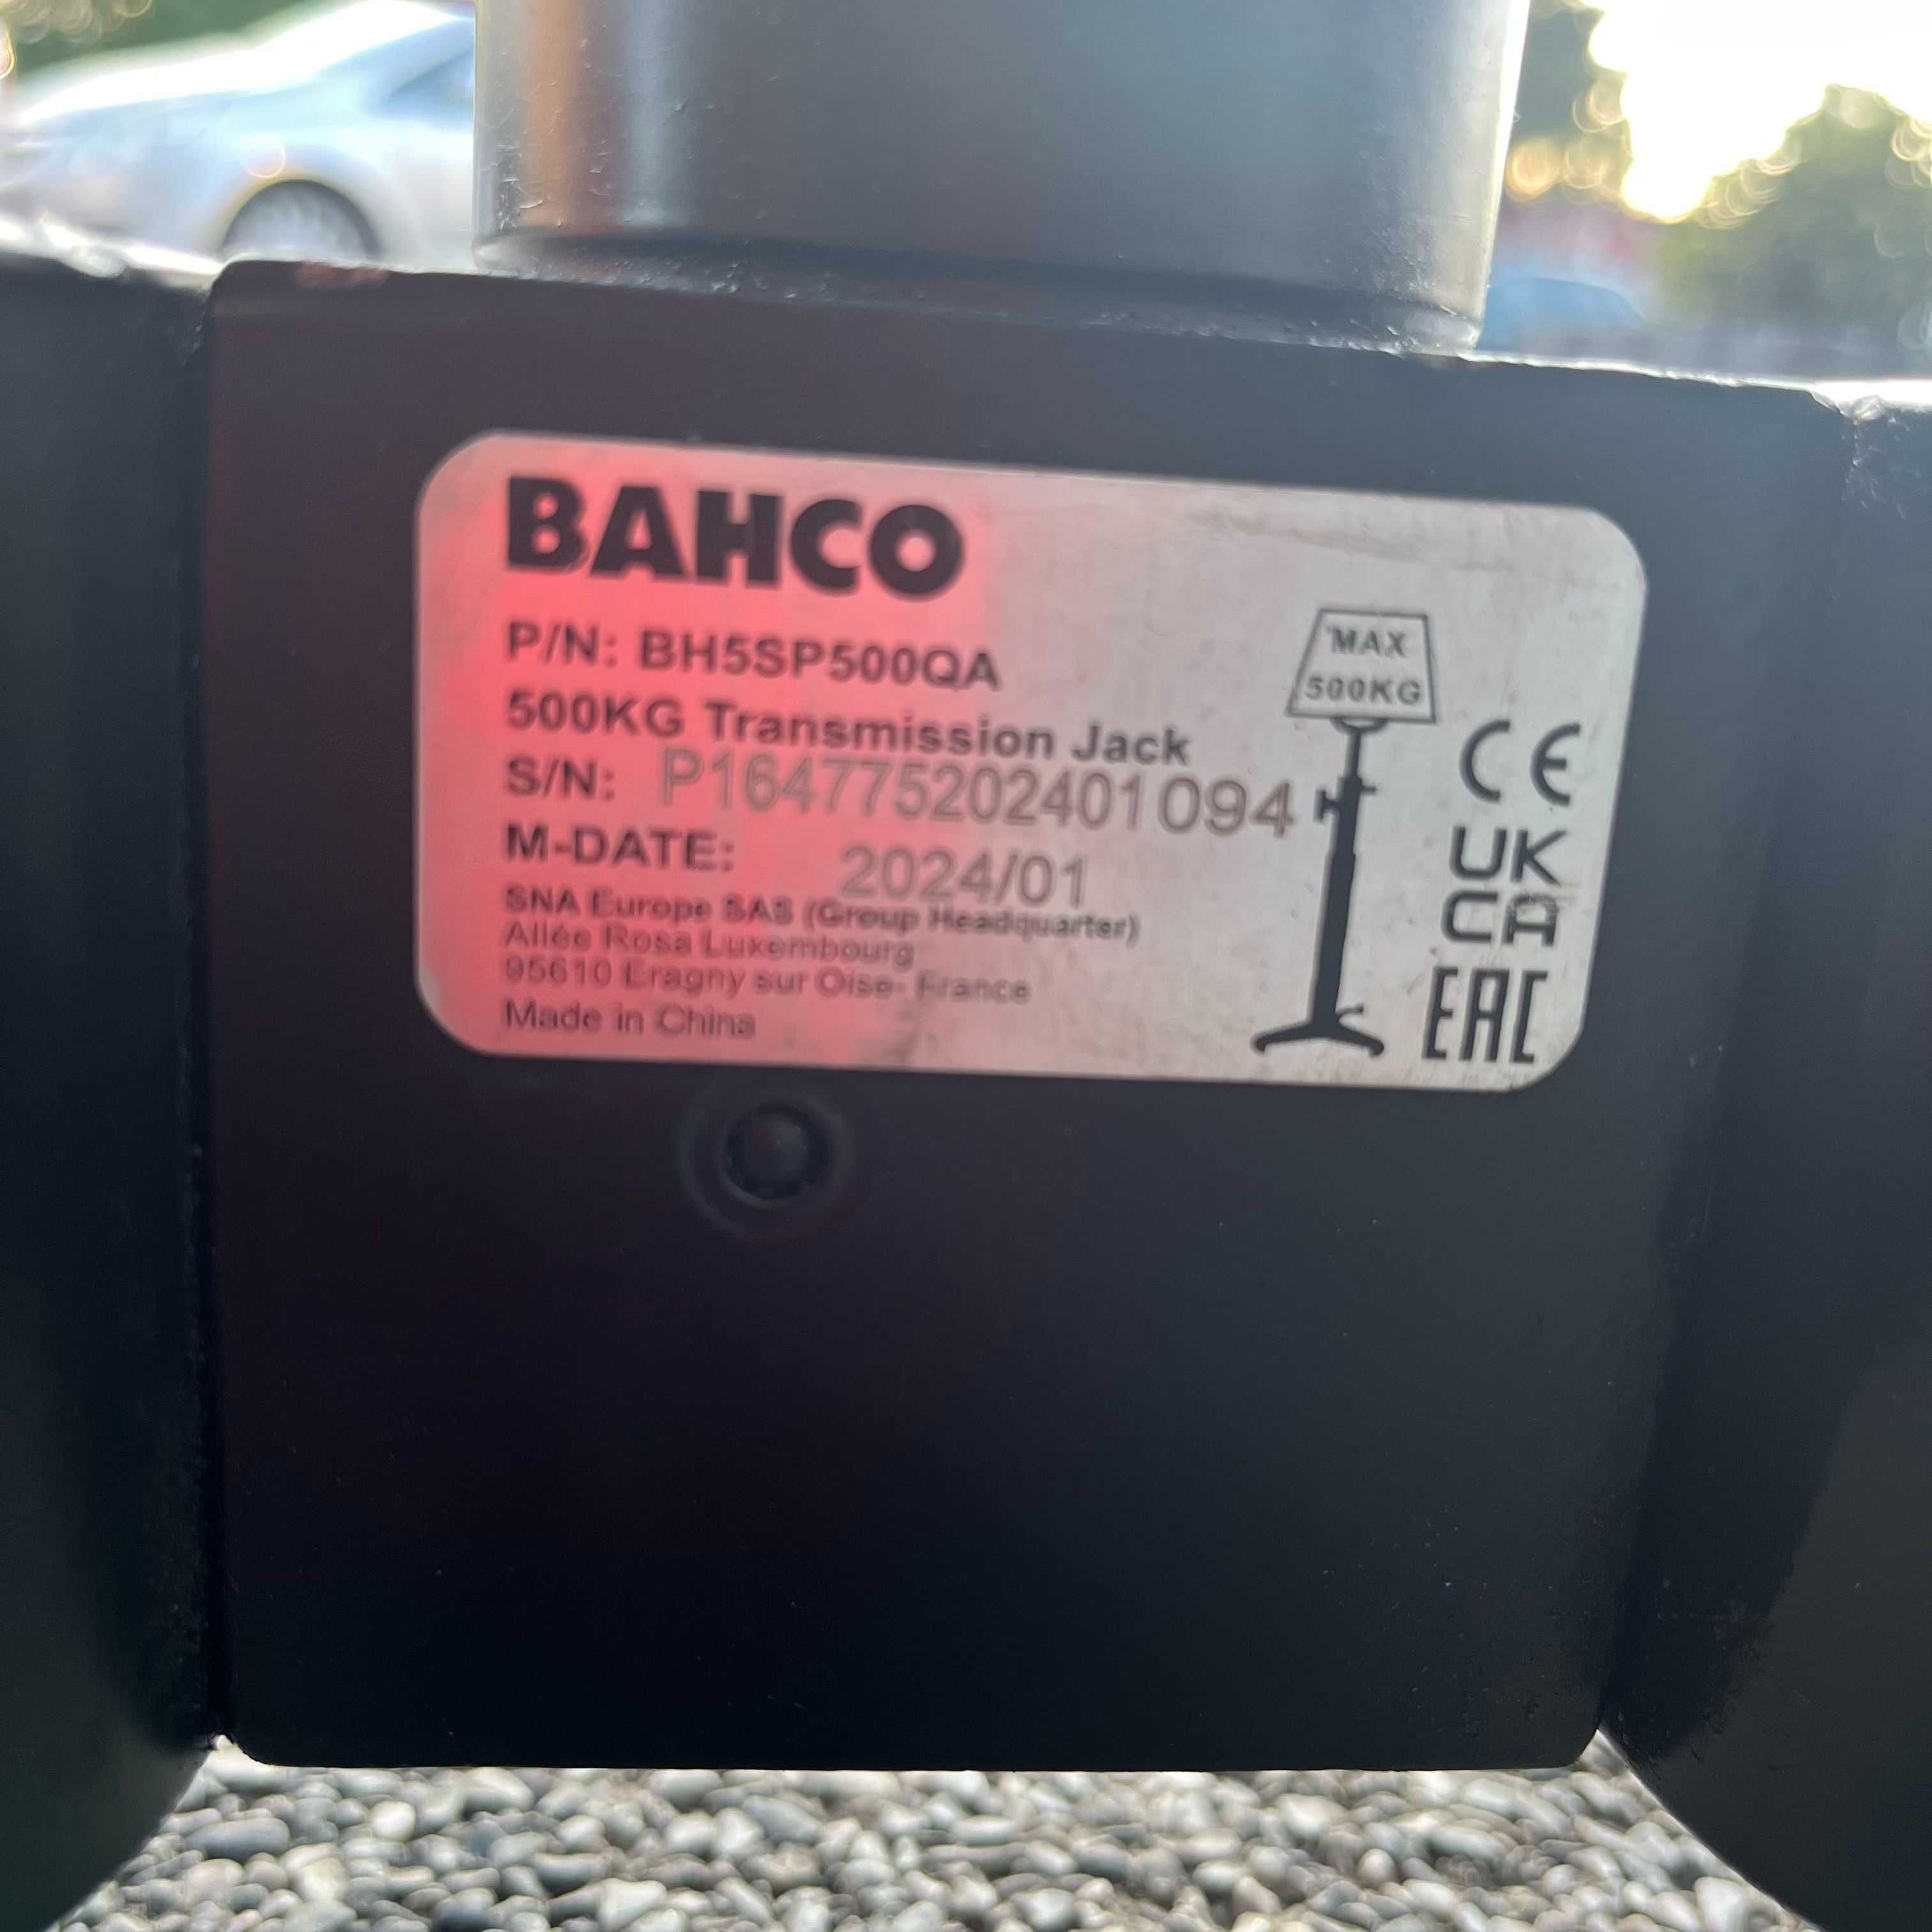 BAHCO
P/N: BH5SP500QA
500KG Transmission Jack
S/N: P164775202401094
M-DATE: 2024/01
SNA Europe SAS (Group Headquarter)
Allée Rosa Luxembourg
95610 Eragny sur Oise- France
Made in China
MAX
500KG
CE
UK
CA
EAC